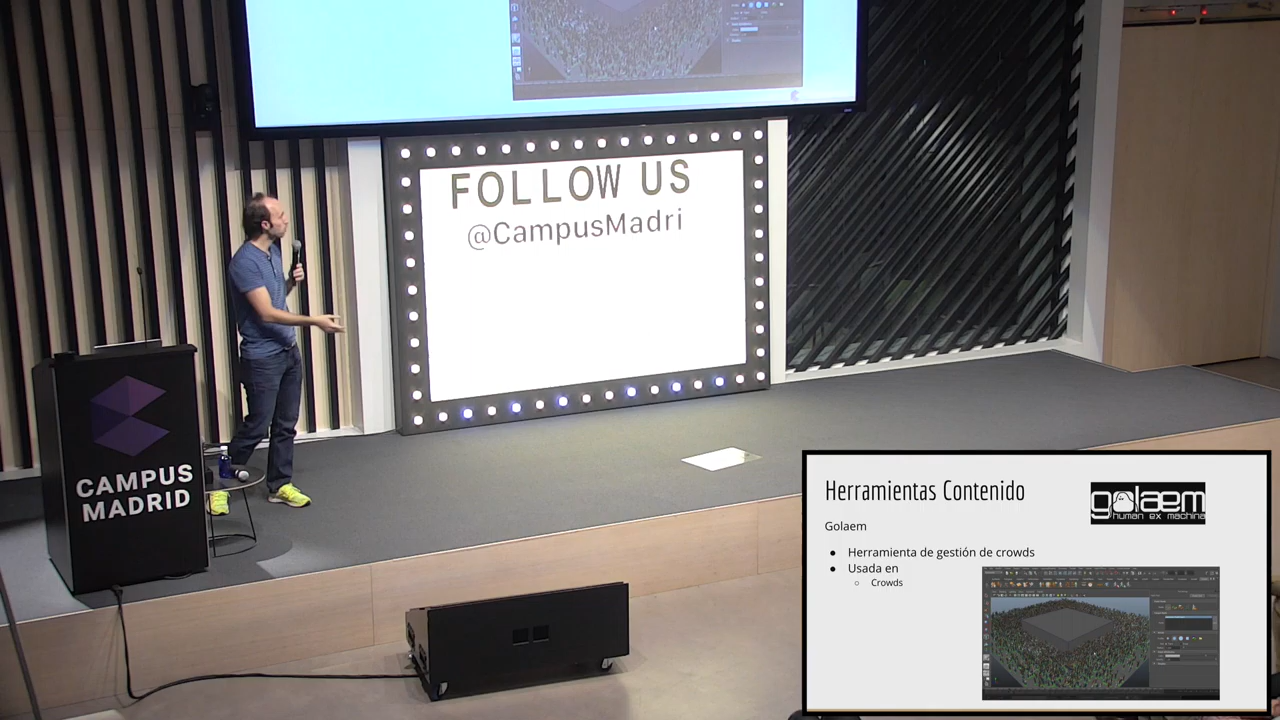 FOLLOW US
@CampusMadri
CAMPUS
MADRID
Herramientas Contenido
golaem
human ex machina
Golaem
● Herramienta de gestión de crowds
● Usada en
○ Crowds